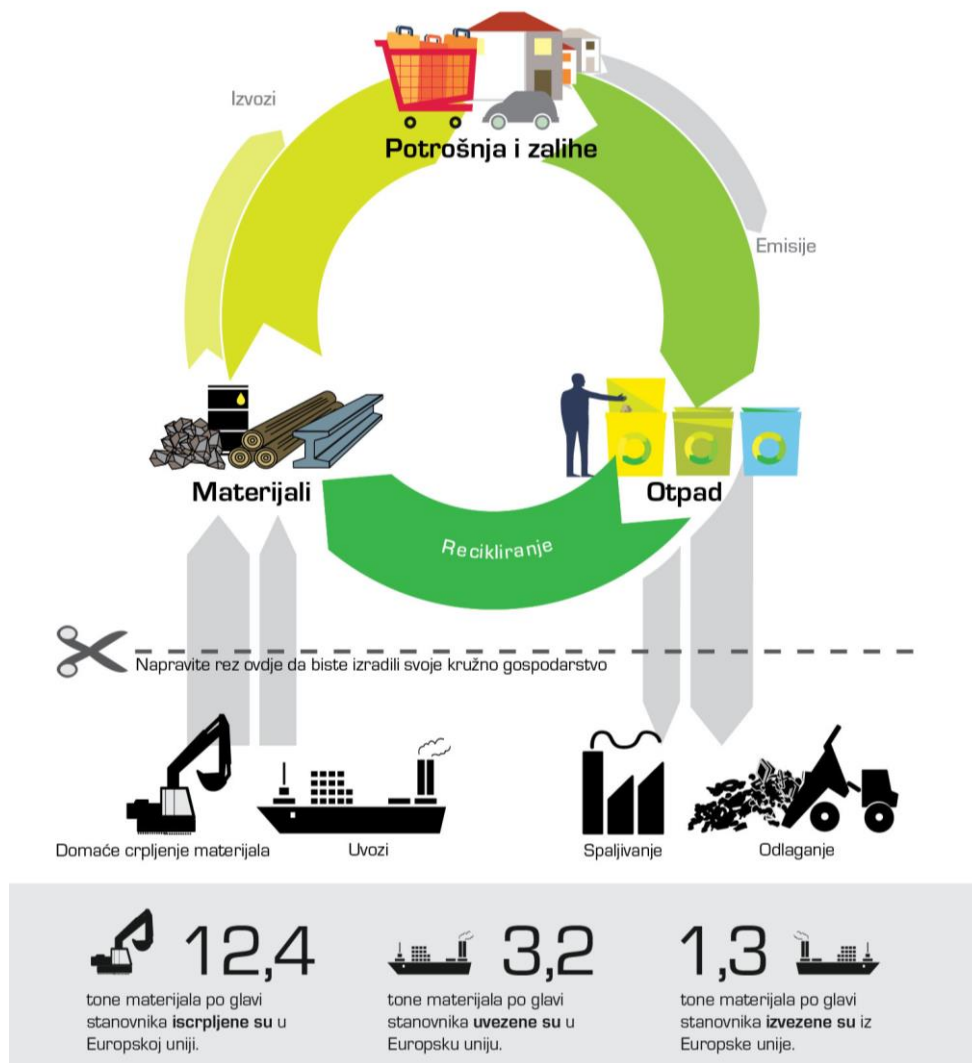 Izvozi
Potrošnja i zalihe
Emisije
Materijali
Otpad
Recikliranje
Napravite rez ovdje da biste izradili svoje kružno gospodarstvo
Domaće crpljenje materijala
Uvozi
Spaljivanje
Odlaganje
12,4
tone materijala po glavi
stanovnika iscrpljene su u
Europskoj uniji.
3,2
tone materijala po glavi
stanovnika uvezene su u
Europsku uniju.
1,3
tone materijala po glavi
stanovnika izvezene su iz
Europske unije.